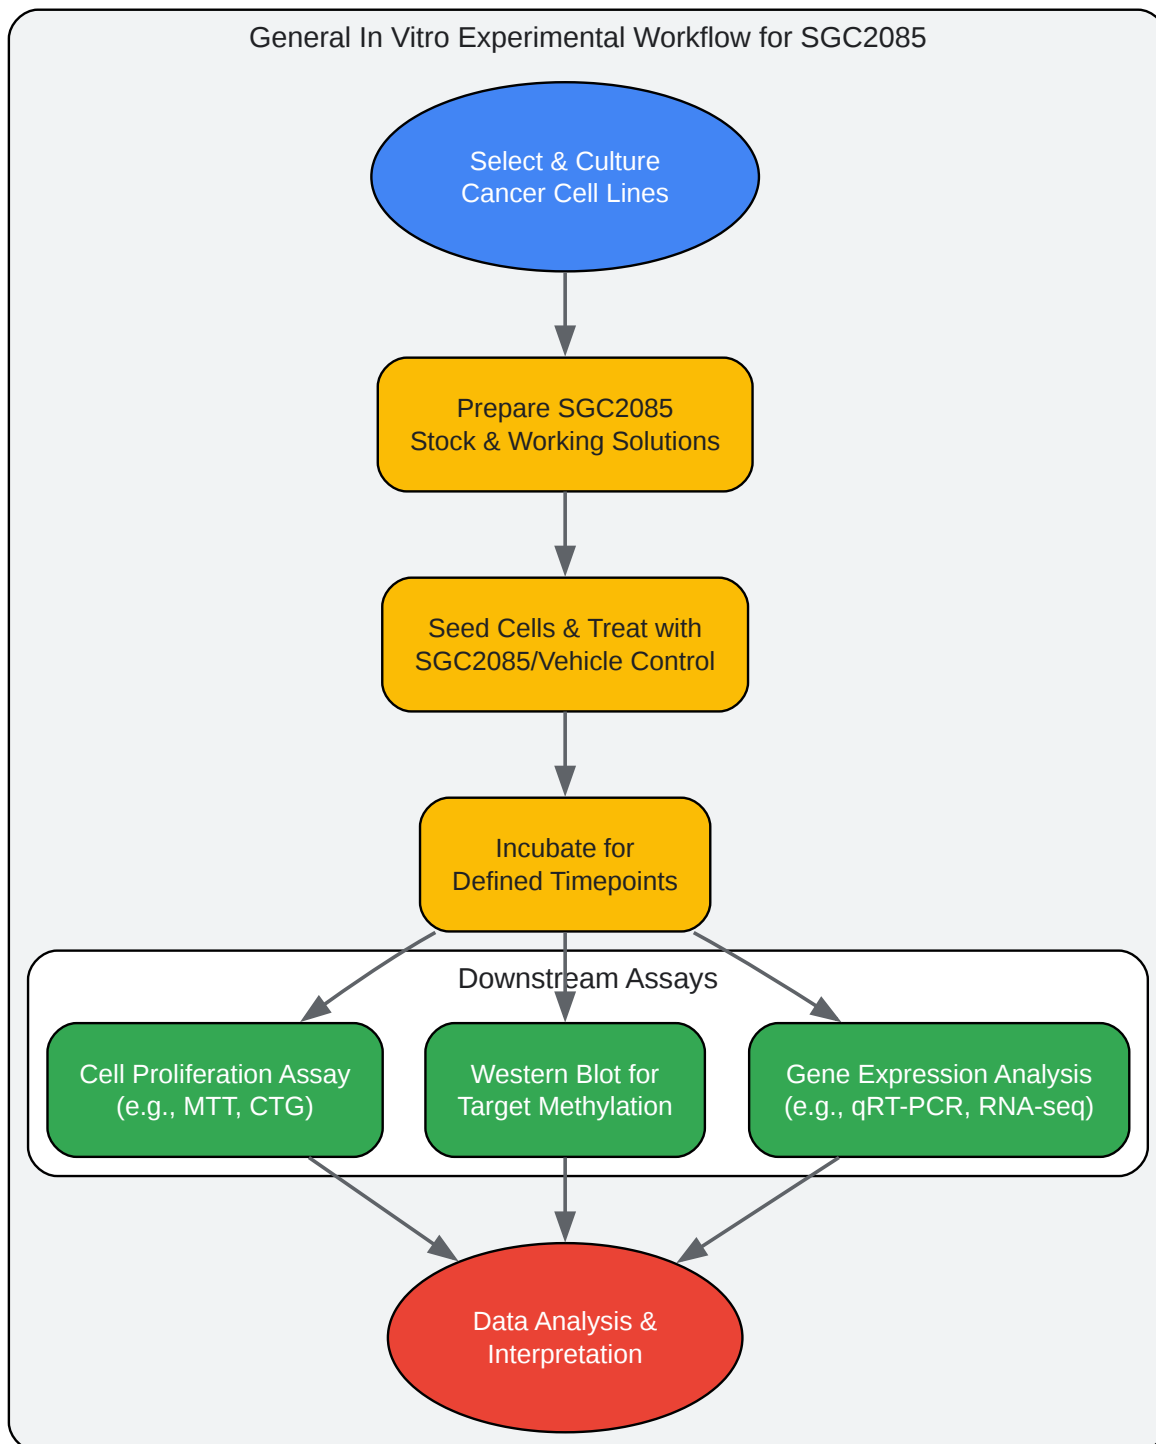 General In Vitro Experimental Workflow for SGC2085
Select & Culture
Cancer Cell Lines
Prepare SGC2085
Stock & Working Solutions
Seed Cells & Treat with
SGC2085/Vehicle Control
Incubate for
Defined Timepoints
Downstream Assays
Cell Proliferation Assay
(e.g., MTT, CTG)
Western Blot for
Target Methylation
Gene Expression Analysis
(e.g., qRT-PCR, RNA-seq)
Data Analysis &
Interpretation